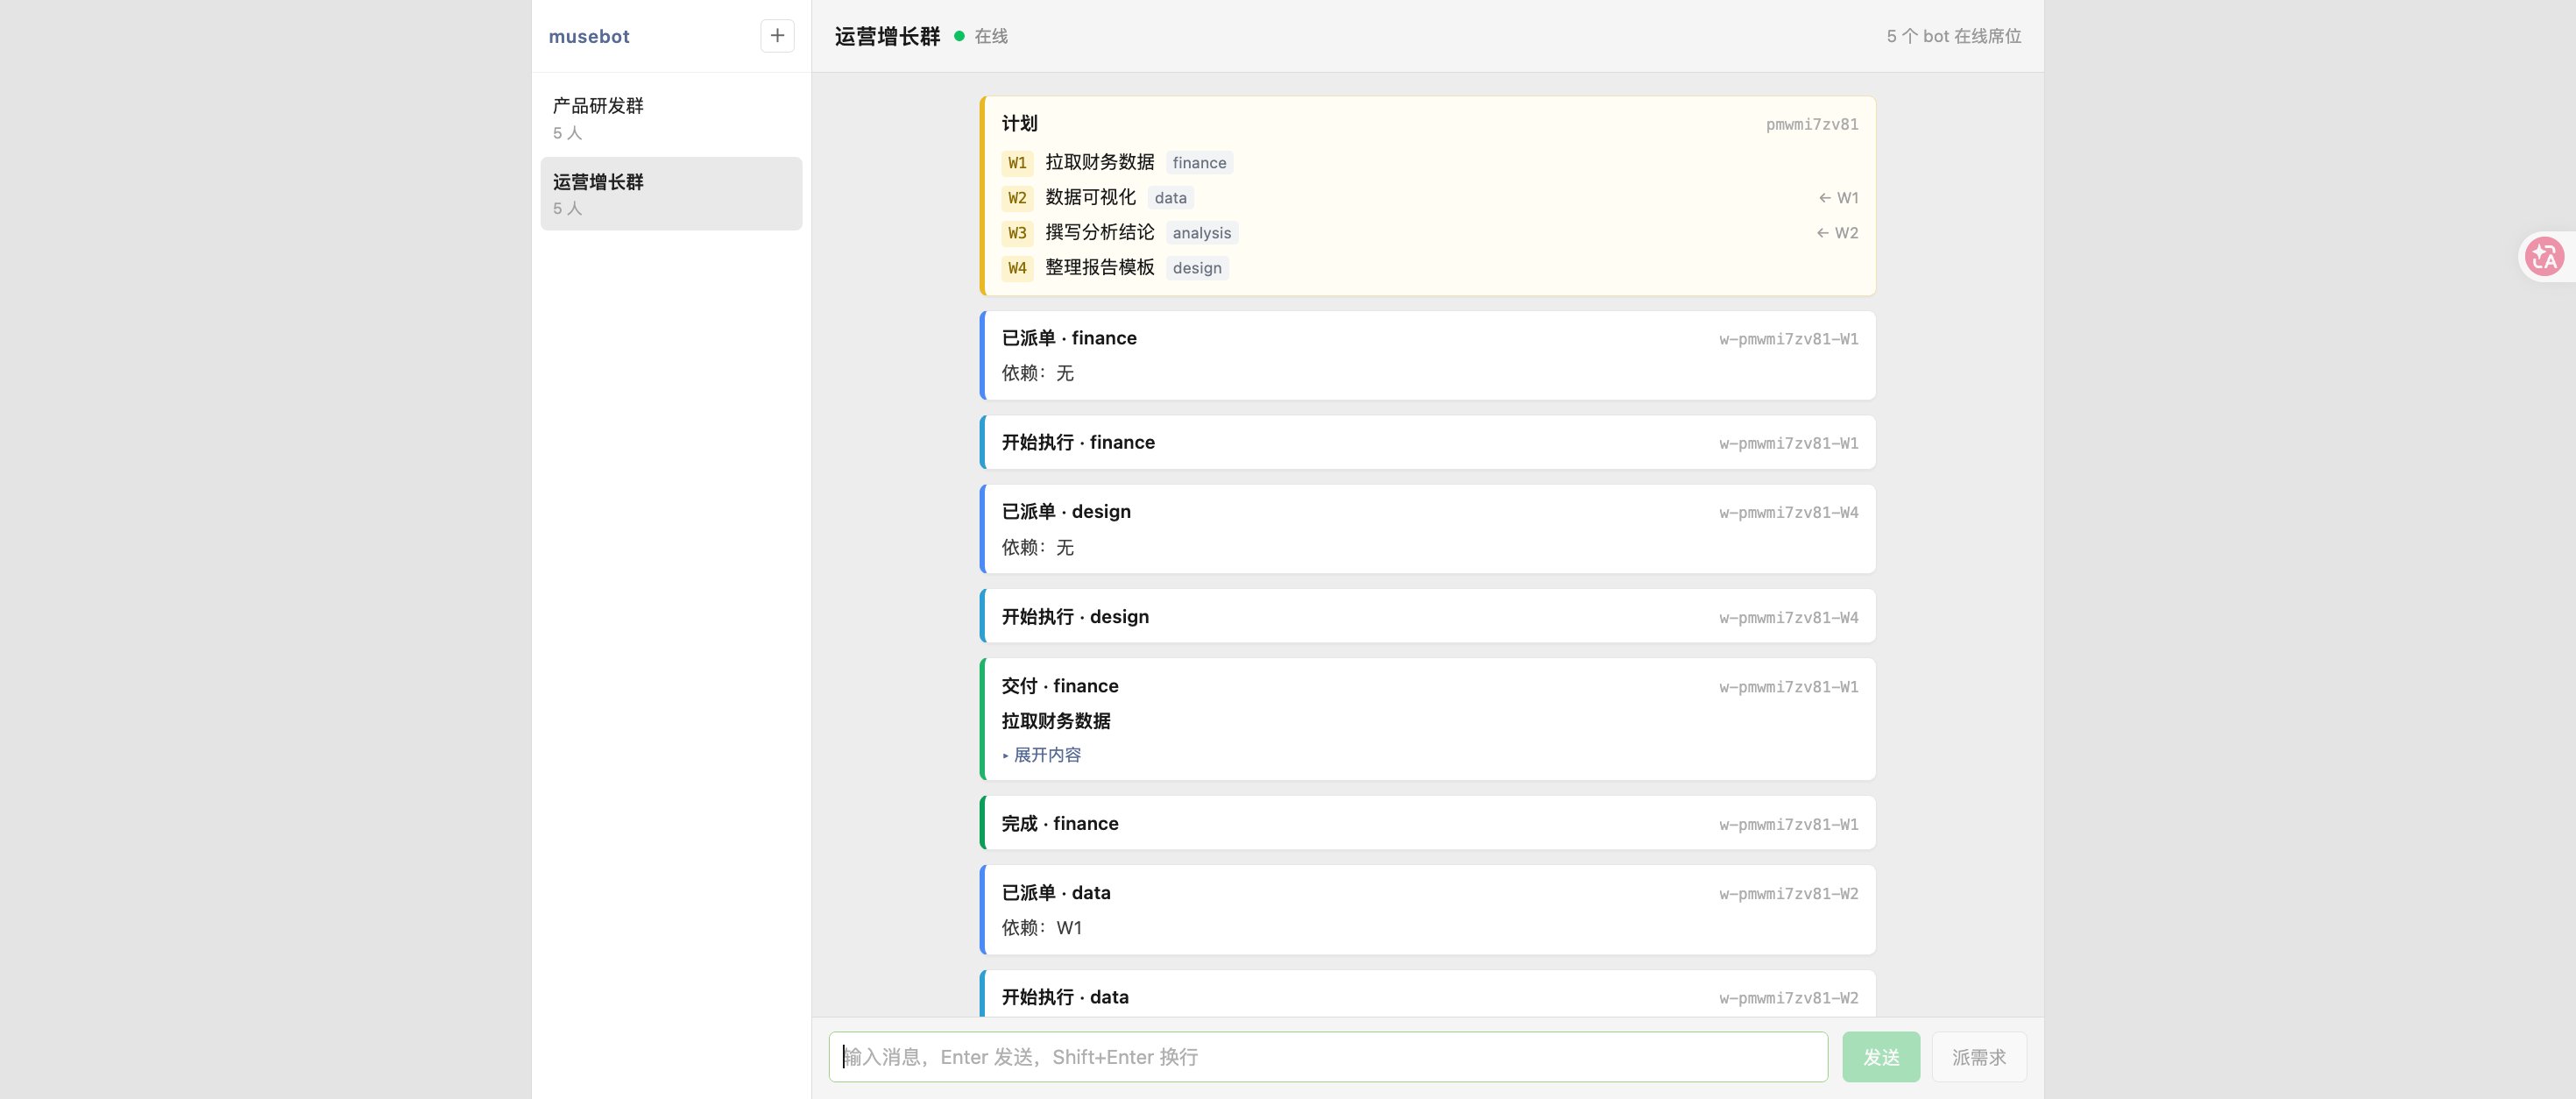 musebot
+
产品研发群
5 人
运营增长群
5 人
运营增长群 在线
5 个 bot 在线席位
计划 pmwmi7zv81
W1 拉取财务数据 finance
W2 数据可视化 data ← W1
W3 撰写分析结论 analysis ← W2
W4 整理报告模板 design
已派单 · finance w-pmwmi7zv81-W1
依赖：无
开始执行 · finance w-pmwmi7zv81-W1
已派单 · design w-pmwmi7zv81-W4
依赖：无
开始执行 · design w-pmwmi7zv81-W4
交付 · finance w-pmwmi7zv81-W1
拉取财务数据
▸ 展开内容
完成 · finance w-pmwmi7zv81-W1
已派单 · data w-pmwmi7zv81-W2
依赖：W1
开始执行 · data w-pmwmi7zv81-W2
输入消息，Enter 发送，Shift+Enter 换行
发送 派需求